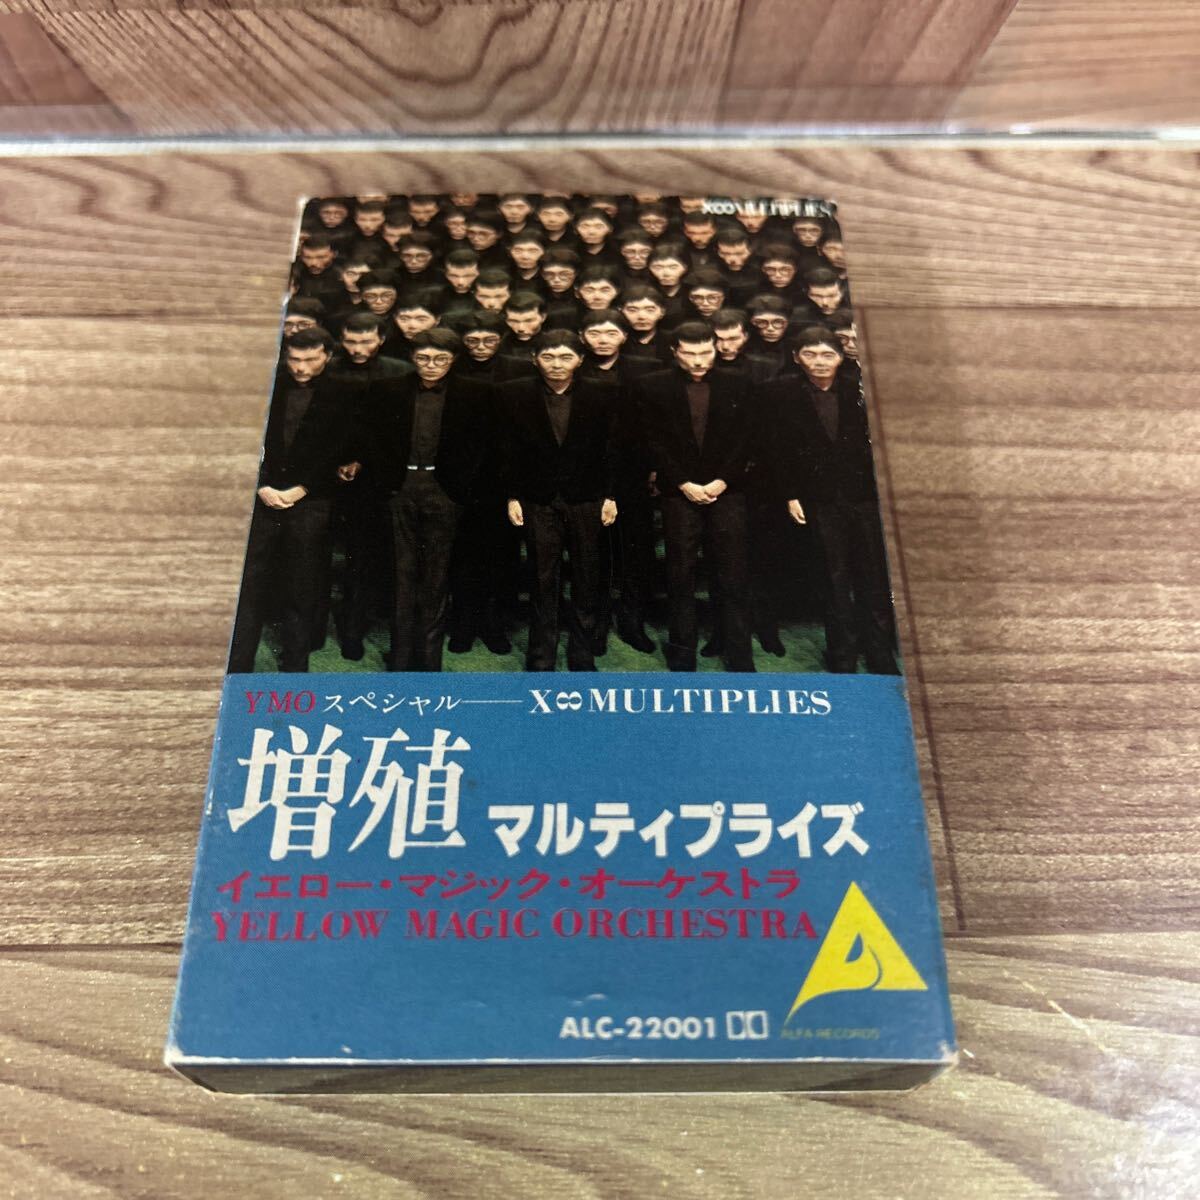 X∞MULTIPLIES
YMOスペシャル——X∞MULTIPLIES
増殖 マルティプライズ
イエロー・マジック・オーケストラ
YELLOW MAGIC ORCHESTRA
ALC-22001
ALFA RECORDS